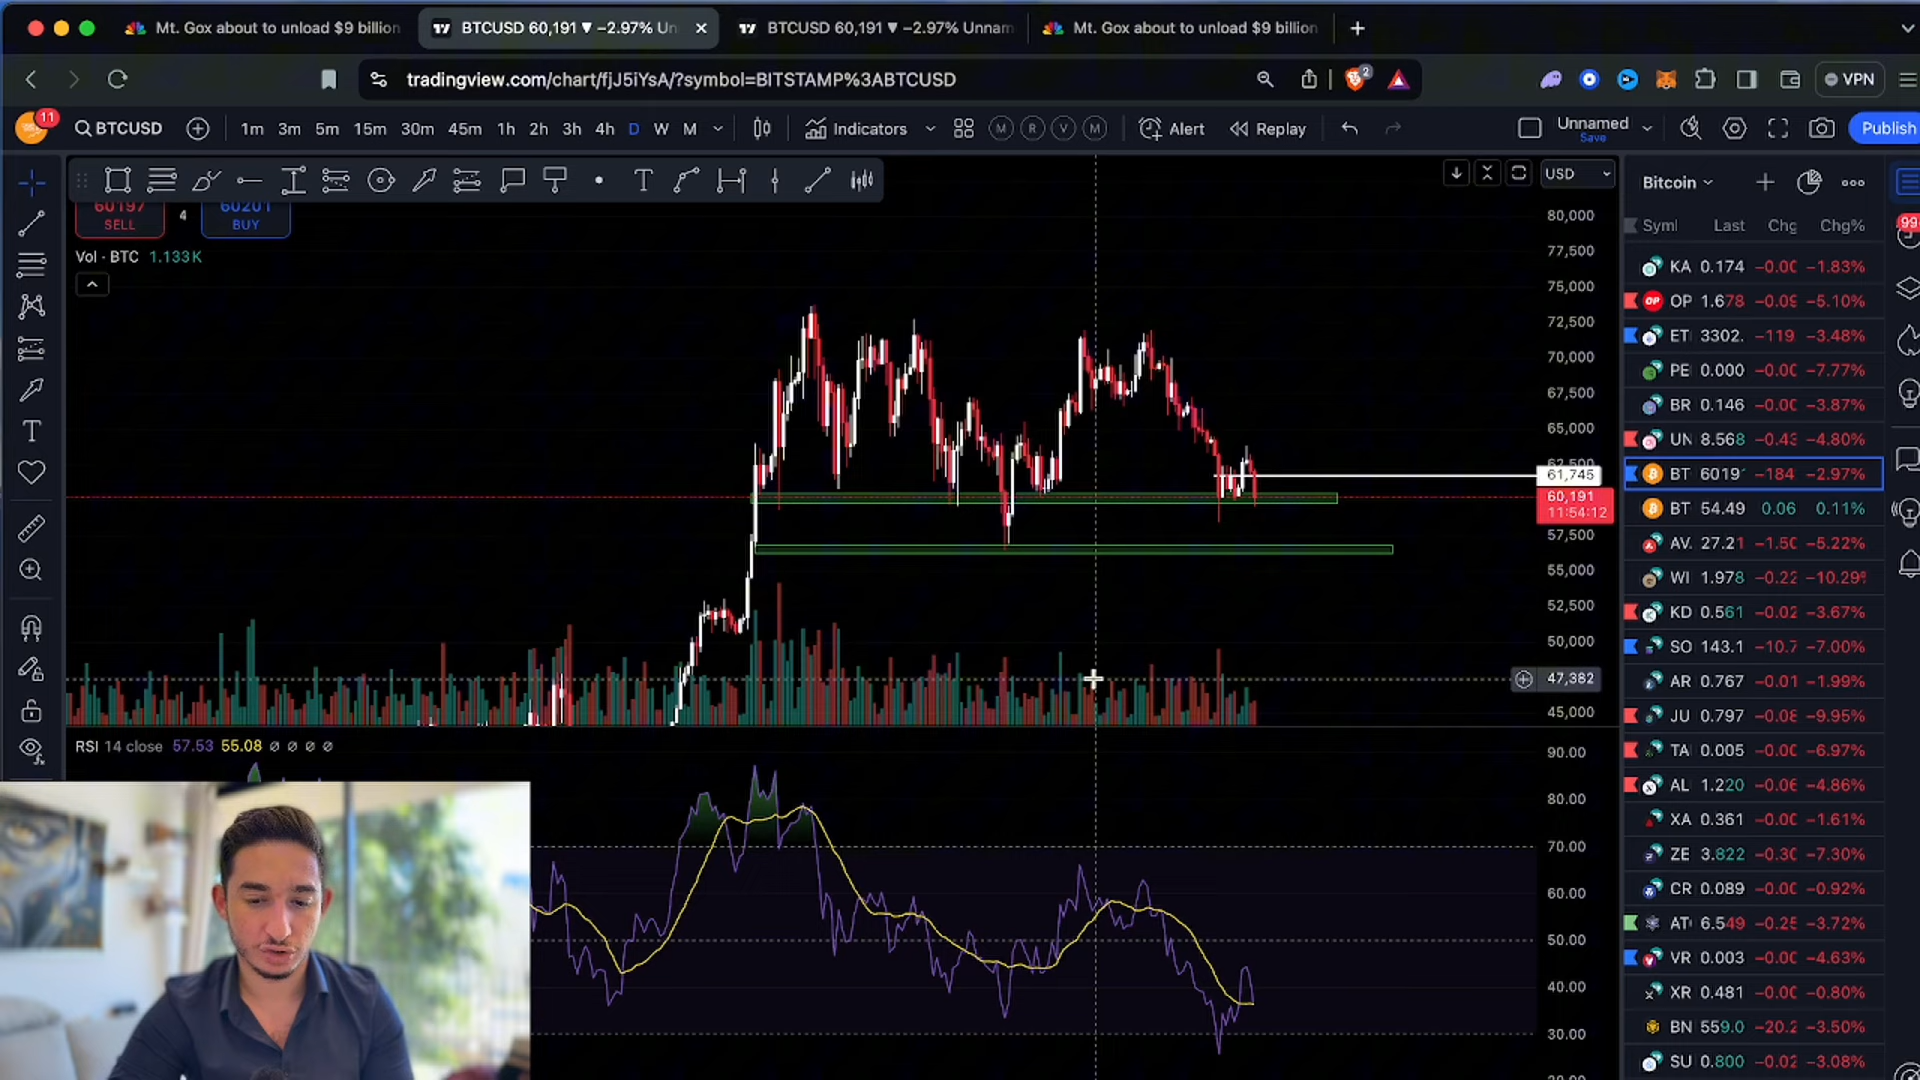 Mt. Gox about to unload $9 billion
BTCUSD 60,191 ▼ −2.97% Un
BTCUSD 60,191 ▼ −2.97% Unnam
Mt. Gox about to unload $9 billion
tradingview.com/chart/fjJ5iYsA/?symbol=BITSTAMP%3ABTCUSD
2
VPN
11
BTCUSD
1m 3m 5m 15m 30m 45m 1h 2h 3h 4h D W M
Indicators
M R V M
Alert
Replay
Unnamed
Save
Publish
60197
SELL
4
60201
BUY
USD
Vol · BTC 1.133K
80,000
77,500
75,000
72,500
70,000
67,500
65,000
62,500
61,745
60,191
11:54:12
57,500
55,000
52,500
50,000
47,382
45,000
RSI 14 close 57.53 55.08 ∅ ∅ ∅ ∅
90.00
80.00
70.00
60.00
50.00
40.00
30.00
Bitcoin
99
Syml Last Chg Chg%
KA 0.174 −0.00 −1.83%
OP 1.678 −0.09 −5.10%
ET 3302. −119 −3.48%
PE 0.000 −0.00 −7.77%
BR 0.146 −0.00 −3.87%
UN 8.568 −0.43 −4.80%
BT 6019 −184 −2.97%
BT 54.49 0.06 0.11%
AV. 27.21 −1.50 −5.22%
WI 1.978 −0.22 −10.29%
KD 0.561 −0.02 −3.67%
SO 143.1 −10.7 −7.00%
AR 0.767 −0.01 −1.99%
JU 0.797 −0.08 −9.95%
TA 0.005 −0.00 −6.97%
AL 1.220 −0.06 −4.86%
XA 0.361 −0.00 −1.61%
ZE 3.822 −0.30 −7.30%
CR 0.089 −0.00 −0.92%
AT 6.549 −0.25 −3.72%
VR 0.003 −0.00 −4.63%
XR 0.481 −0.00 −0.80%
BN 559.0 −20.2 −3.50%
SU 0.800 −0.02 −3.08%